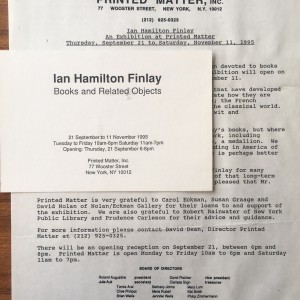 PRINTED MATTER, INC.
77 WOOSTER STREET, NEW YORK, N.Y. 10012
(212) 925-0325
Ian Hamilton Finlay
An Exhibition at Printed Matter
Thursday, September 21 to Saturday, November 11, 1995
devoted to books
exhibition will open on
11.
that have developed
are they are
the French
the classical world.
wit and
books, but where
including
a medallion. We
in America of
is perhaps better
Finlay for many
of that long-term
pleased that Mr.
Ian Hamilton Finlay
Books and Related Objects
21 September to 11 November 1995
Tuesday to Friday 10am-6pm Saturday 11am-7pm
Opening: Thursday, 21 September 6-8pm
Printed Matter, Inc.
77 Wooster Street
New York, NY 10012
Printed Matter is very grateful to Carol Eckman, Susan Graage and
David Nolan of Nolan/Eckman Gallery for their loans to and support of
the exhibition. We are also grateful to Robert Rainwater of New York
Public Library and Prudence Carlson for their advice and guidance.
For more information please contact David Dean, Director Printed
Matter at (212) 925-0325.
There will be an opening reception on September 21, between 6pm and
8pm. Printed Matter is open Monday to Friday 10am to 6pm and Saturday
11am to 7pm.
BOARD OF DIRECTORS